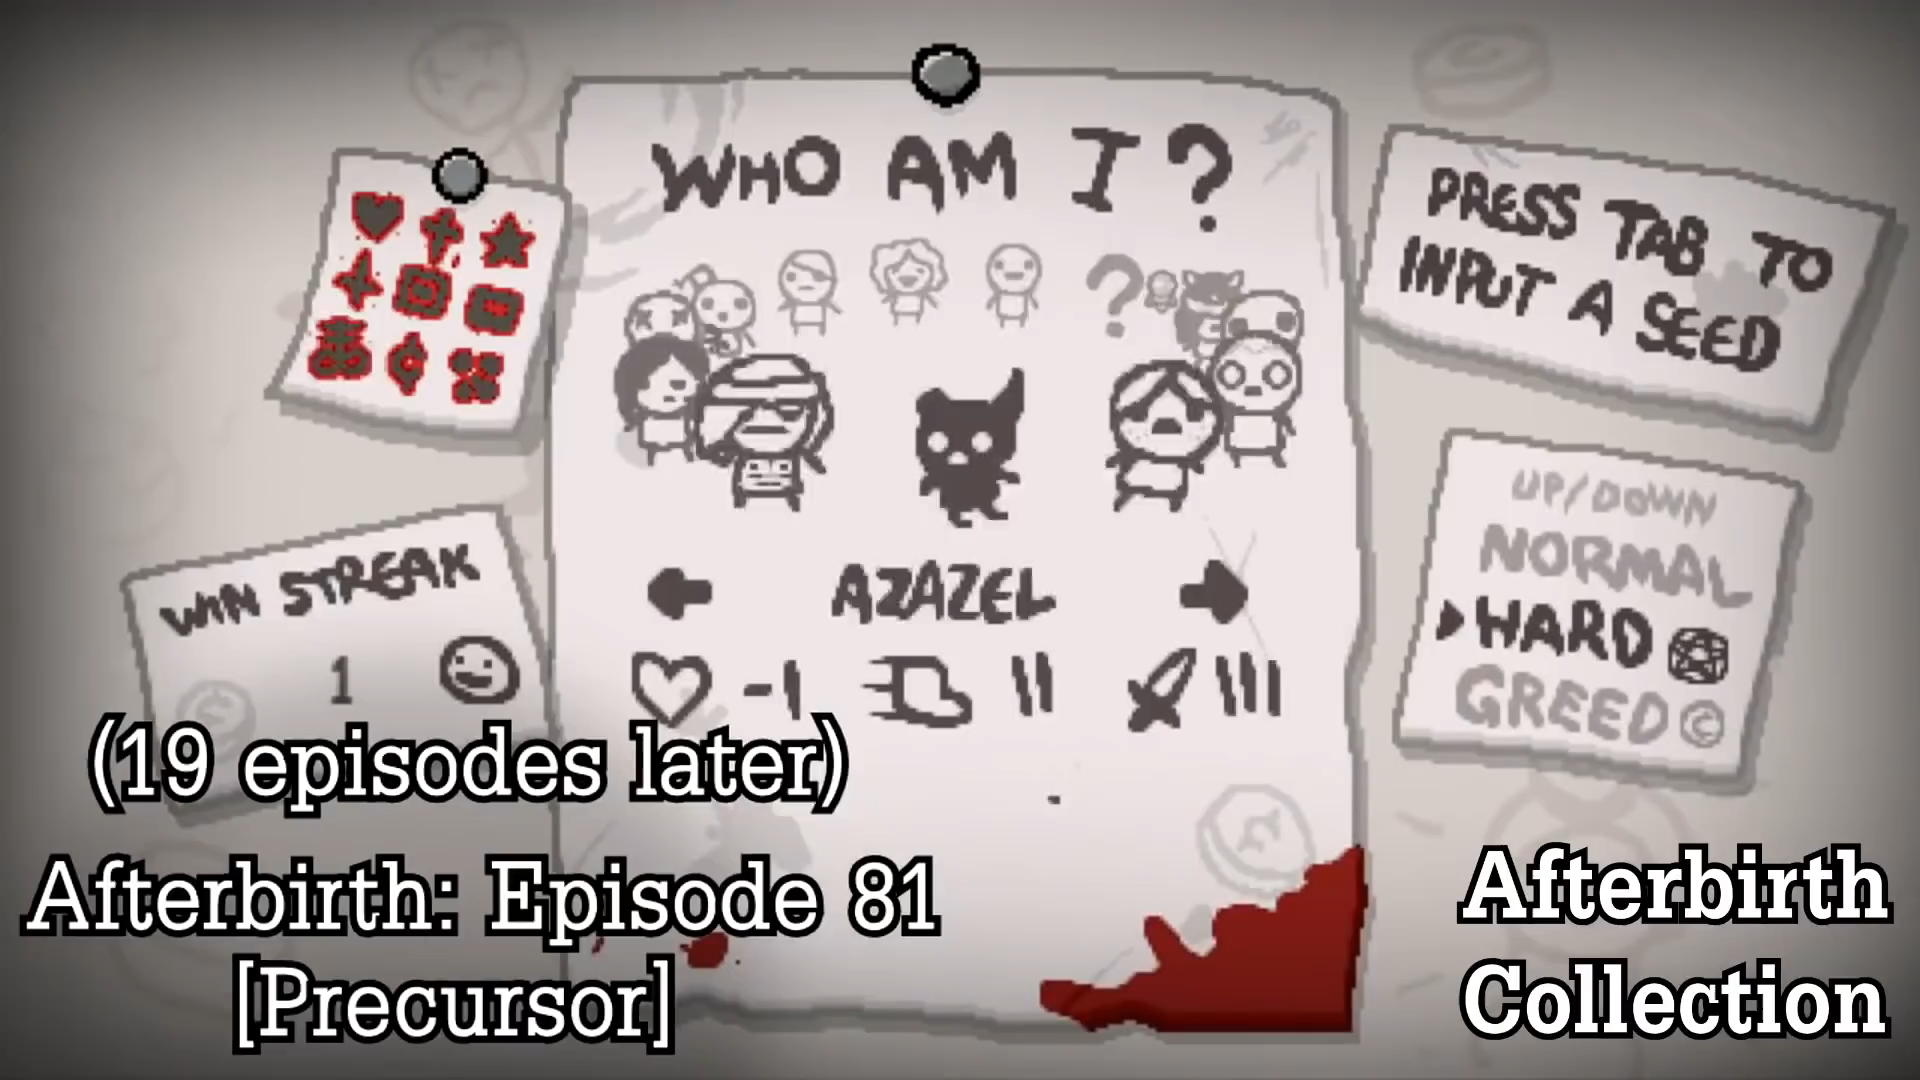 WHO AM I ?
PRESS TAB TO
INPUT A SEED
UP/DOWN
NORMAL
HARD
GREED
WIN STREAK
1
?
AZAZEL
-1
(19 episodes later)
Afterbirth: Episode 81
[Precursor]
Afterbirth
Collection